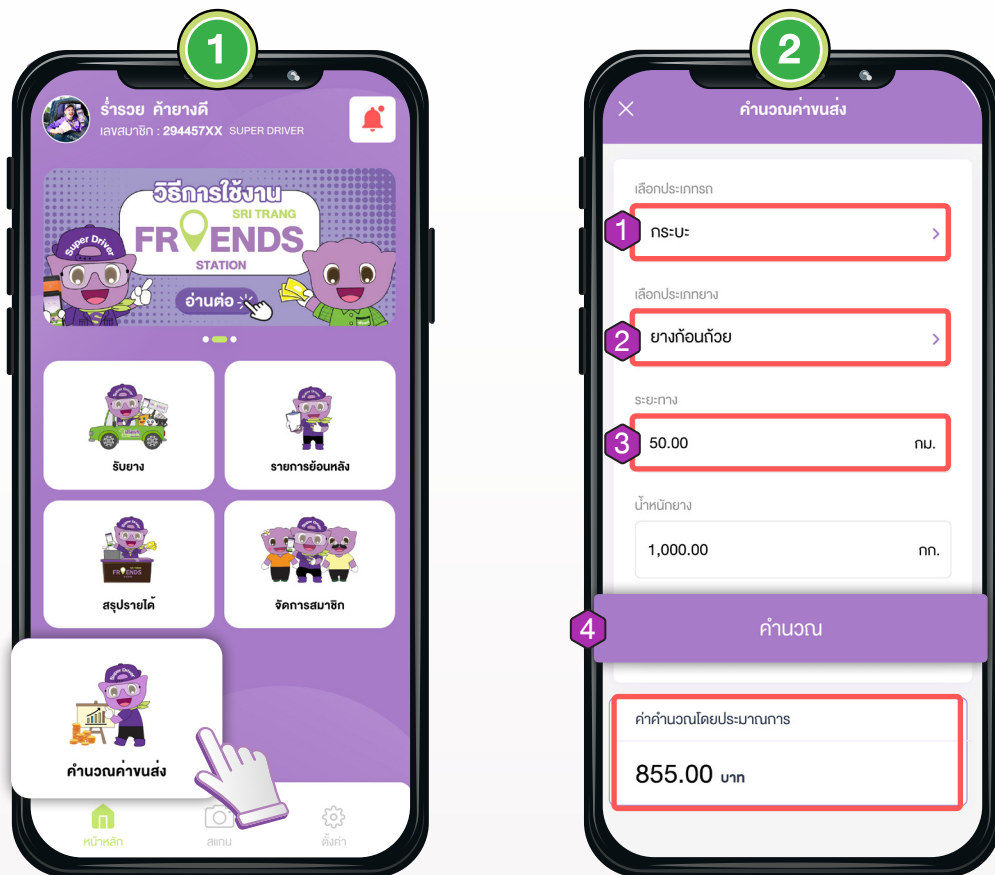 1
ร่ำรวย ค้ายางดี
เลขสมาชิก : 294457XX SUPER DRIVER
วิธีการใช้งาน
SRI TRANG
FRIENDS
STATION
Super Driver
อ่านต่อ
รับยาง
รายการย้อนหลัง
สรุปรายได้
จัดการสมาชิก
คำนวณค่าขนส่ง
หน้าหลัก
สแกน
ตั้งค่า
2
คำนวณค่าขนส่ง
เลือกประเภทรถ
1 กระบะ
เลือกประเภทยาง
2 ยางก้อนถ้วย
ระยะทาง
3 50.00 กม.
น้ำหนักยาง
1,000.00 กก.
4 คำนวณ
ค่าคำนวณโดยประมาณการ
855.00 บาท